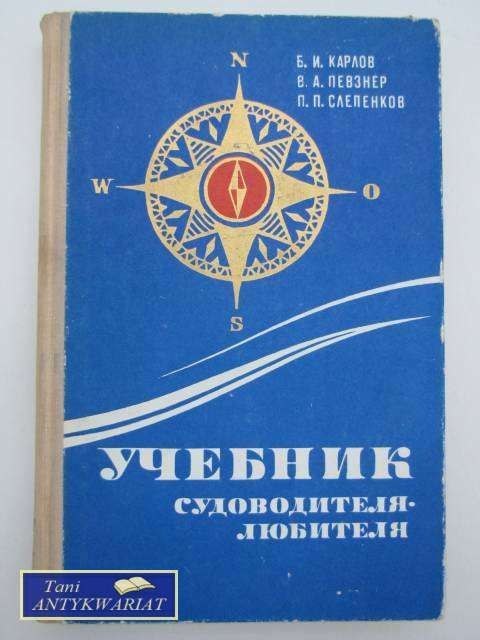 Б. И. КАРЛОВ
В. А. ПЕВЗНЕР
П. П. СЛЕПЕНКОВ
N
W
O
S
УЧЕБНИК
СУДОВОДИТЕЛЯ-
ЛЮБИТЕЛЯ
Tani
ANTYKWARIAT